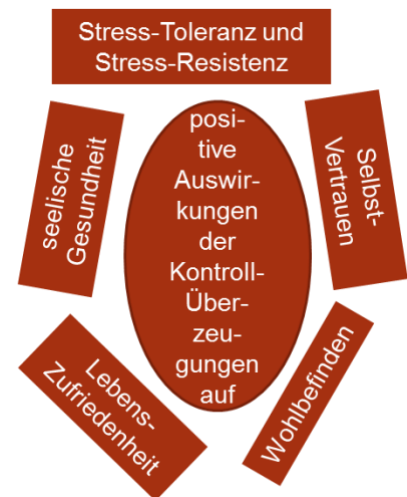 Stress-Toleranz und
Stress-Resistenz
seelische
Gesundheit
posi-
tive
Auswir-
kungen
der
Kontroll-
Über-
zeu-
gungen
auf
Selbst-
Vertrauen
Lebens-
Zufriedenheit
Wohlbefinden